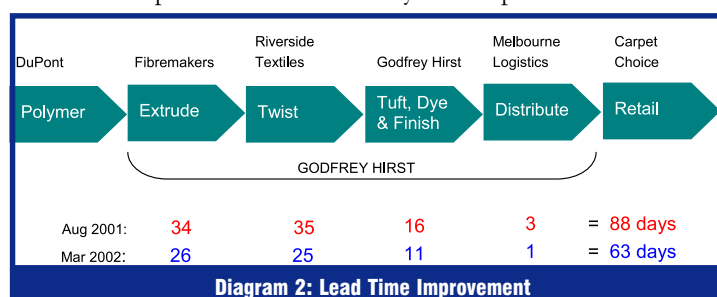 DuPont
Fibremakers
Riverside
Textiles
Godfrey Hirst
Melbourne
Logistics
Carpet
Choice
Polymer
Extrude
Twist
Tuft, Dye
& Finish
Distribute
Retail
GODFREY HIRST
Aug 2001: 34 35 16 3 = 88 days
Mar 2002: 26 25 11 1 = 63 days
Diagram 2: Lead Time Improvement